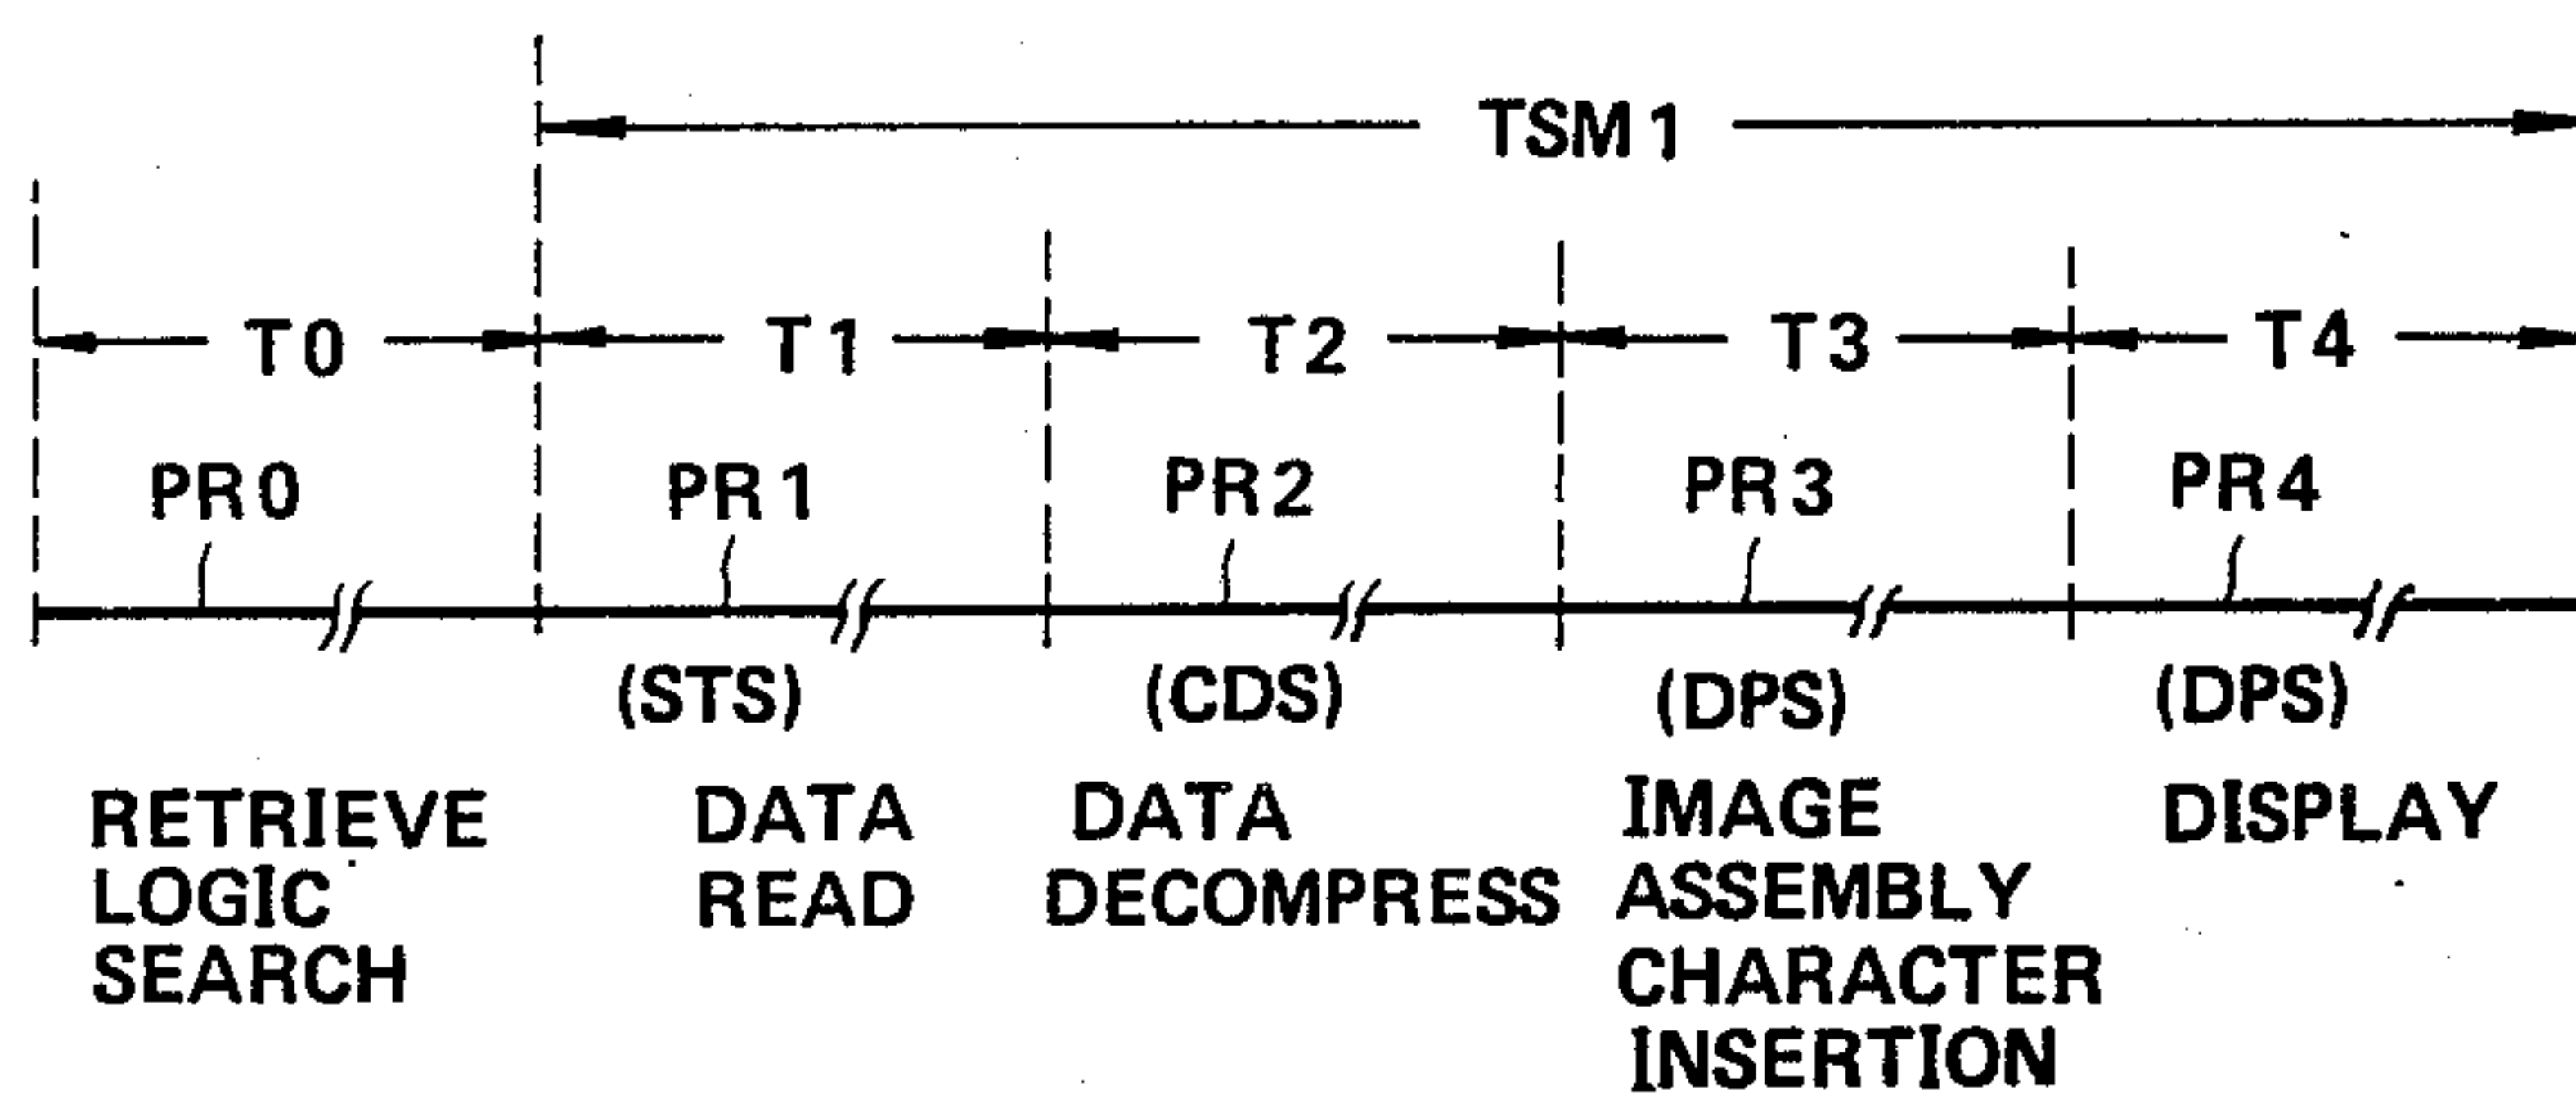 TSM1
T0 T1 T2 T3 T4
PR0 PR1 PR2 PR3 PR4
(STS) (CDS) (DPS) (DPS)
RETRIEVE
LOGIC
SEARCH
DATA
READ
DATA
DECOMPRESS
IMAGE
ASSEMBLY
CHARACTER
INSERTION
DISPLAY